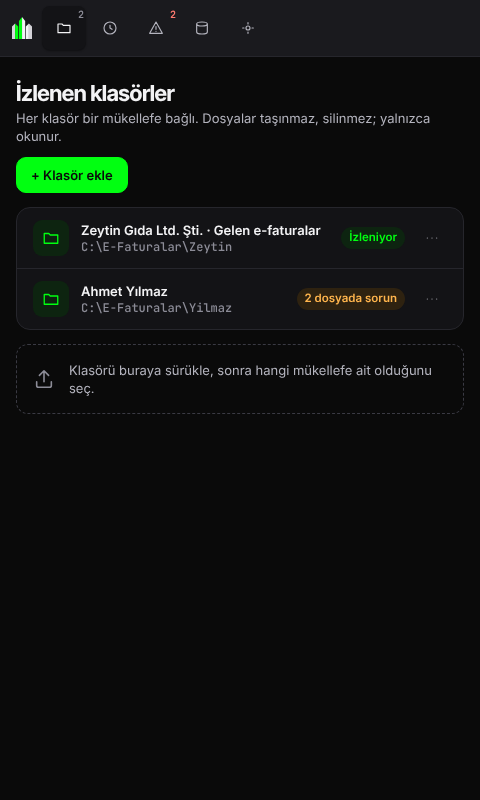 2
2
İzlenen klasörler
Her klasör bir mükellefe bağlı. Dosyalar taşınmaz, silinmez; yalnızca
okunur.
+ Klasör ekle
Zeytin Gıda Ltd. Şti. · Gelen e-faturalar
C:\E-Faturalar\Zeytin
İzleniyor
...
Ahmet Yılmaz
C:\E-Faturalar\Yilmaz
2 dosyada sorun
...
Klasörü buraya sürükle, sonra hangi mükellefe ait olduğunu
seç.